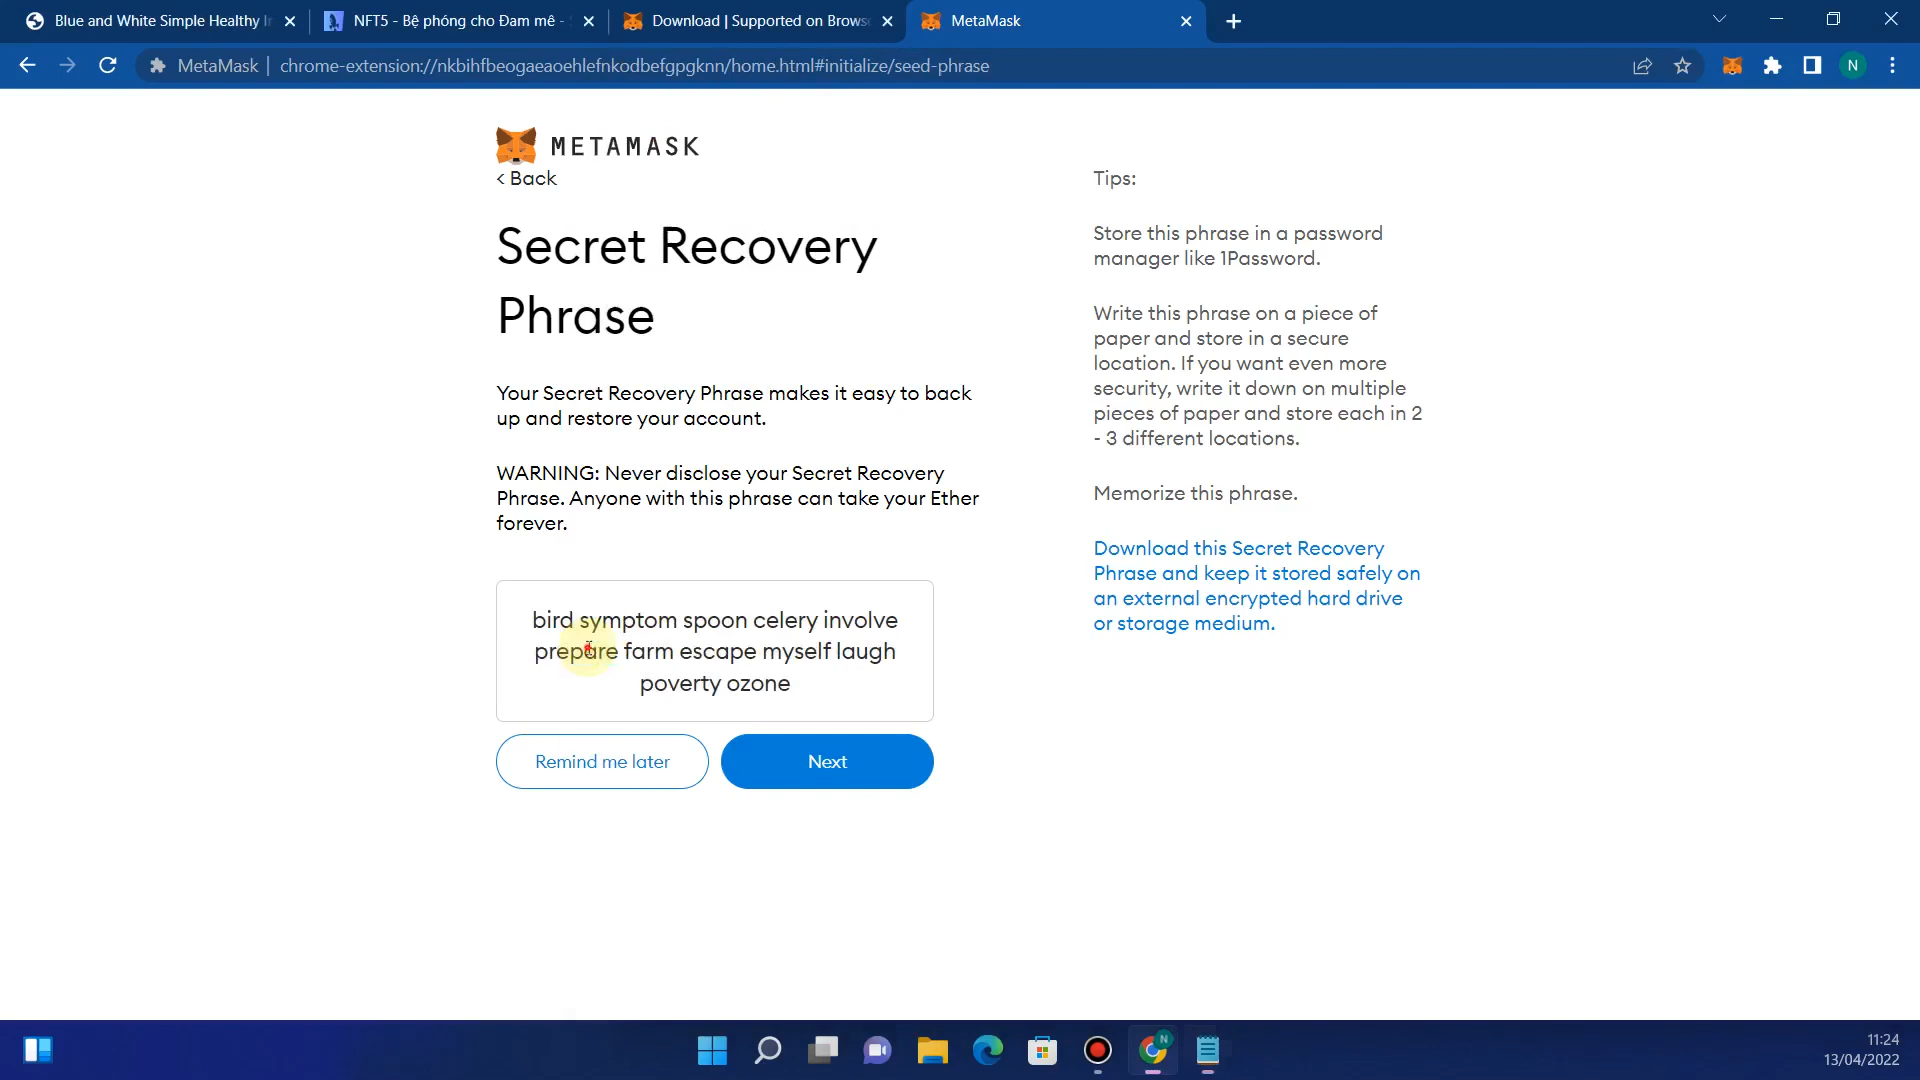 Blue and White Simple Healthy In
NFT5 - Bệ phóng cho Đam mê - S
Download | Supported on Browse
MetaMask
MetaMask | chrome-extension://nkbihfbeogaeaoehlefnkodbefgpgknn/home.html#initialize/seed-phrase
N
METAMASK
< Back
Secret Recovery
Phrase
Your Secret Recovery Phrase makes it easy to back
up and restore your account.
WARNING: Never disclose your Secret Recovery
Phrase. Anyone with this phrase can take your Ether
forever.
bird symptom spoon celery involve
prepare farm escape myself laugh
poverty ozone
Remind me later
Next
Tips:
Store this phrase in a password
manager like 1Password.
Write this phrase on a piece of
paper and store in a secure
location. If you want even more
security, write it down on multiple
pieces of paper and store each in 2
- 3 different locations.
Memorize this phrase.
Download this Secret Recovery
Phrase and keep it stored safely on
an external encrypted hard drive
or storage medium.
N
11:24
13/04/2022